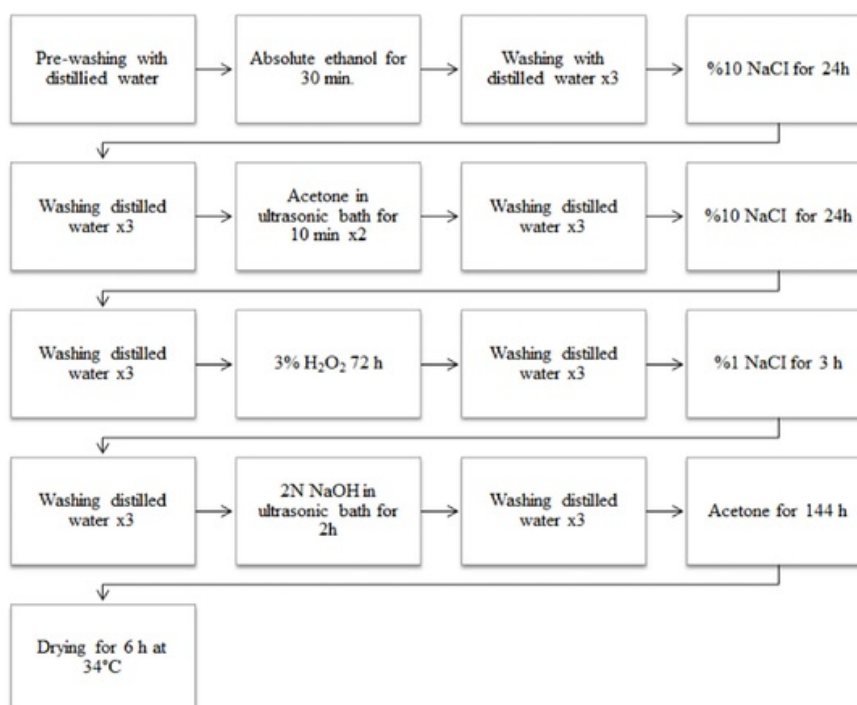 Pre-washing with
distillied water
Absolute ethanol for
30 min.
Washing with
distilled water x3
%10 NaCI for 24h
Washing distilled
water x3
Acetone in
ultrasonic bath for
10 min x2
Washing distilled
water x3
%10 NaCI for 24h
Washing distilled
water x3
3% H₂O₂ 72 h
Washing distilled
water x3
%1 NaCI for 3 h
Washing distilled
water x3
2N NaOH in
ultrasonic bath for
2h
Washing distilled
water x3
Acetone for 144 h
Drying for 6 h at
34°C